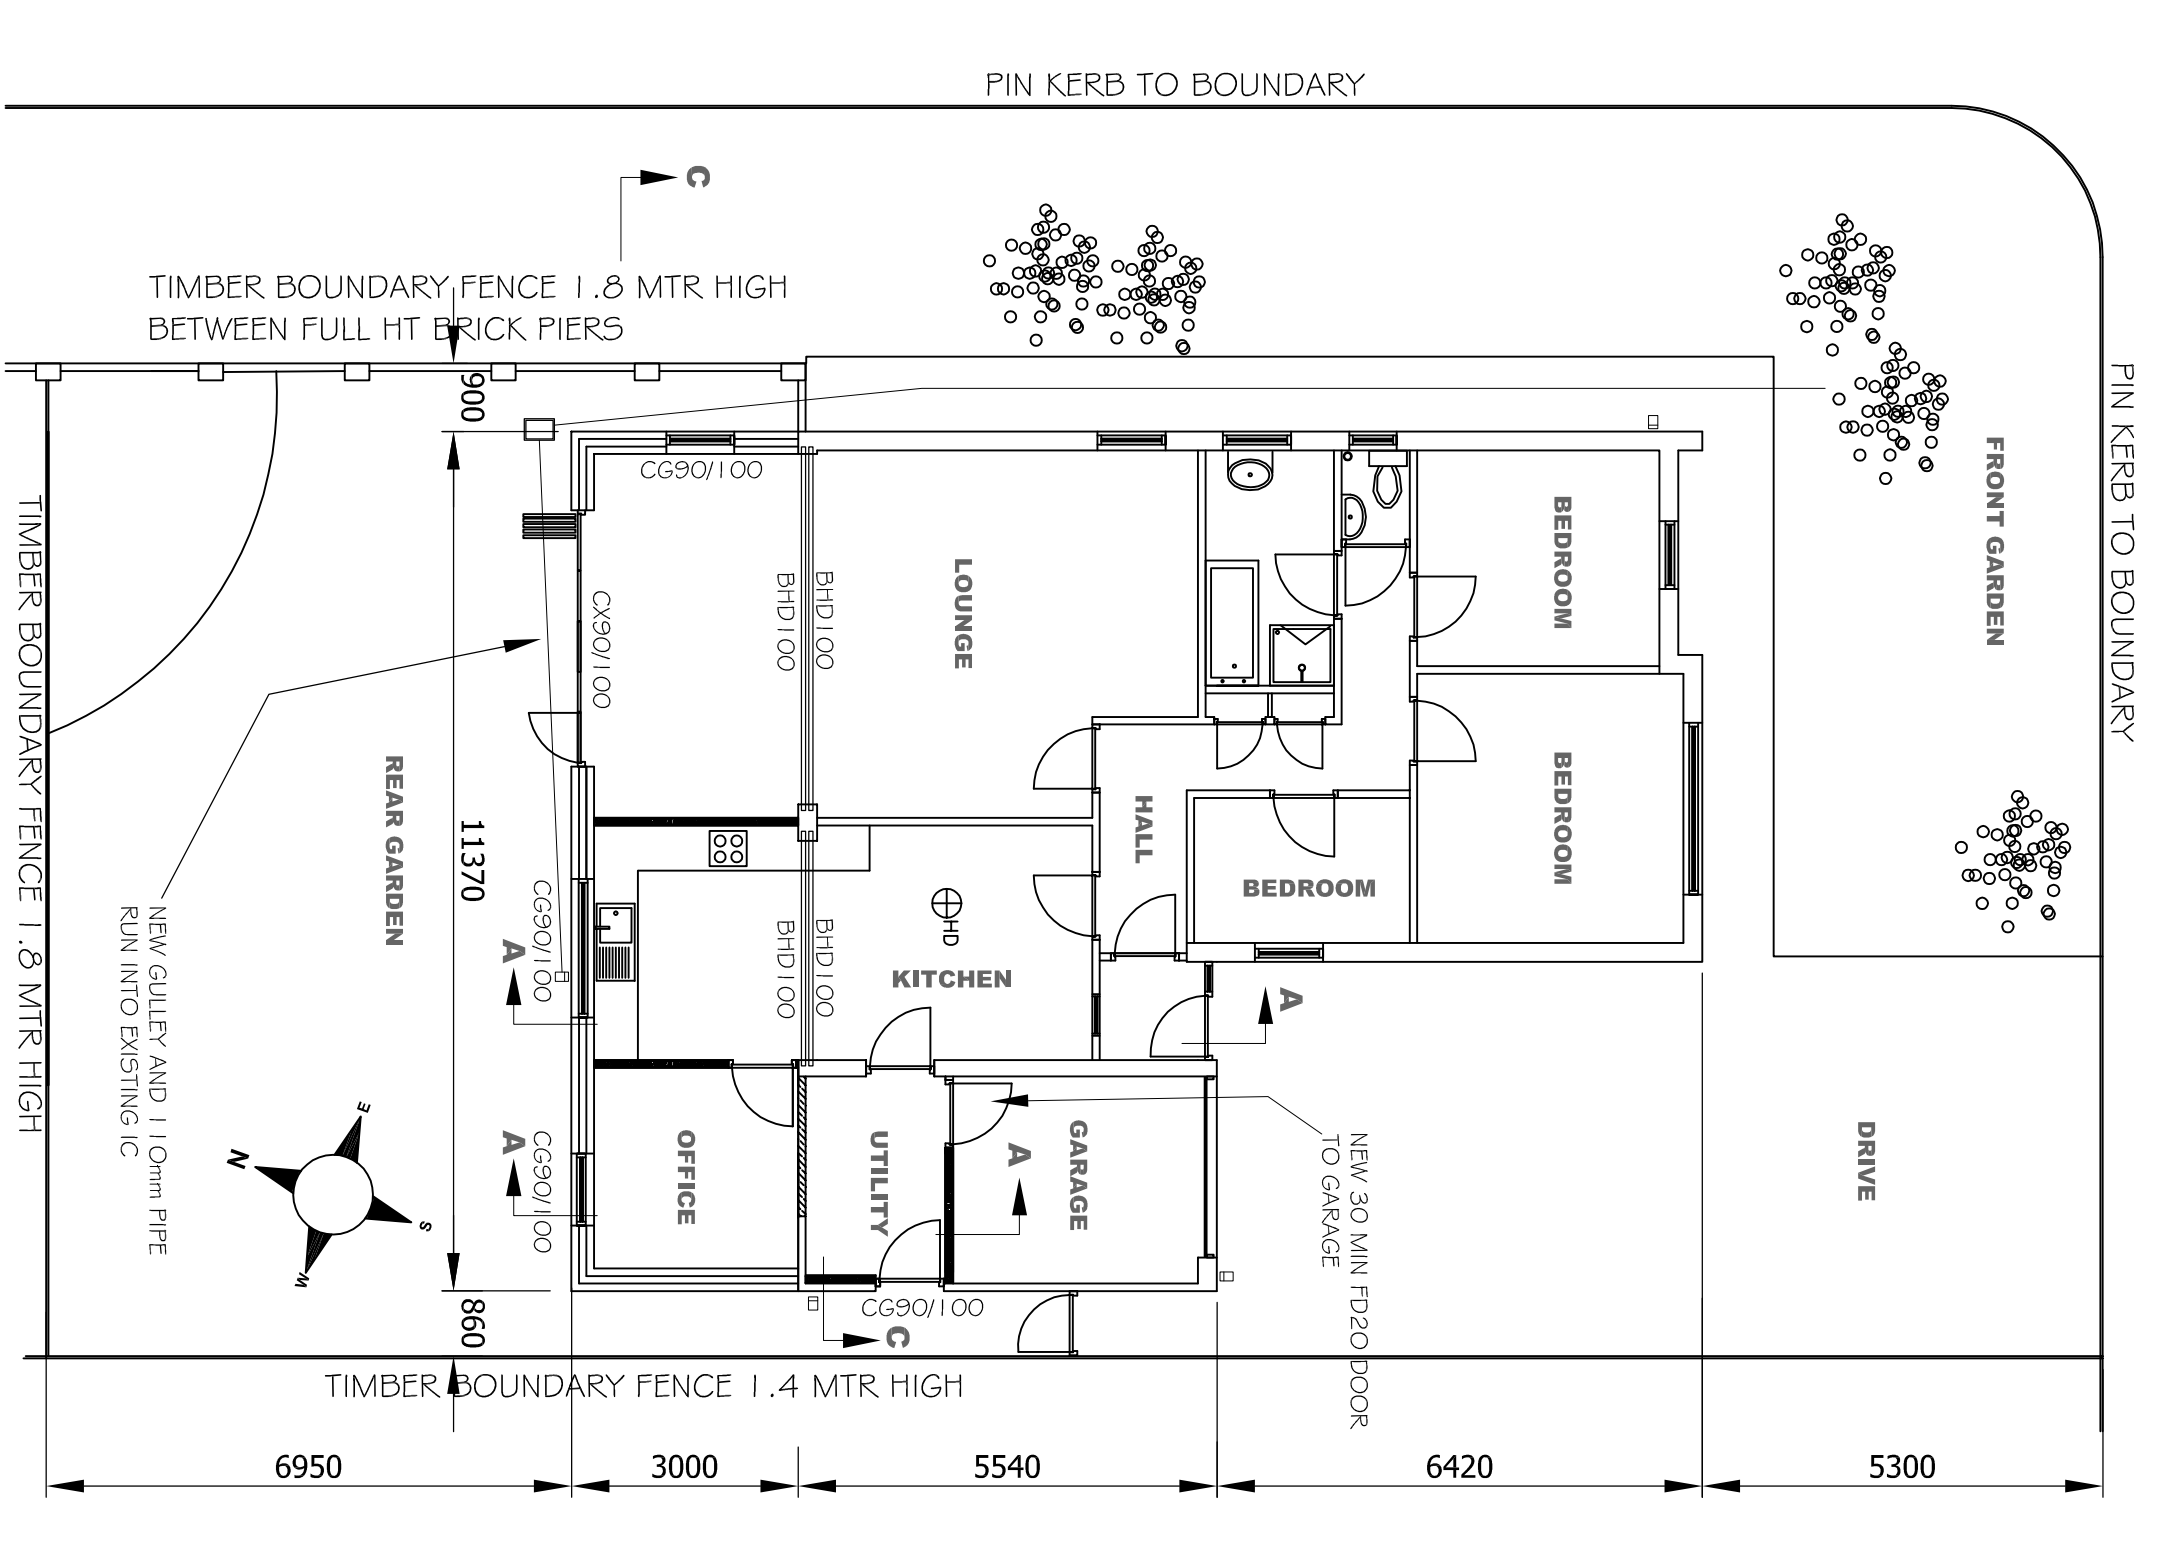 PIN KERB TO BOUNDARY
C
TIMBER BOUNDARY FENCE 1.8 MTR HIGH
BETWEEN FULL HT BRICK PIERS
900
CG90/100
PIN KERB TO BOUNDARY
FRONT GARDEN
BEDROOM
LOUNGE
BHD100
BHD100
CX90/100
TIMBER BOUNDARY FENCE 1.8 MTR HIGH
REAR GARDEN
11370
BEDROOM
HALL
BEDROOM
HD
KITCHEN
BHD100
BHD100
CG90/100
A
A
NEW GULLEY AND 110mm PIPE
RUN INTO EXISTING IC
E
N
S
W
A
CG90/100
OFFICE
UTILITY
A
GARAGE
NEW 30 MIN FD20 DOOR
TO GARAGE
DRIVE
CG90/100
C
860
TIMBER BOUNDARY FENCE 1.4 MTR HIGH
6950
3000
5540
6420
5300